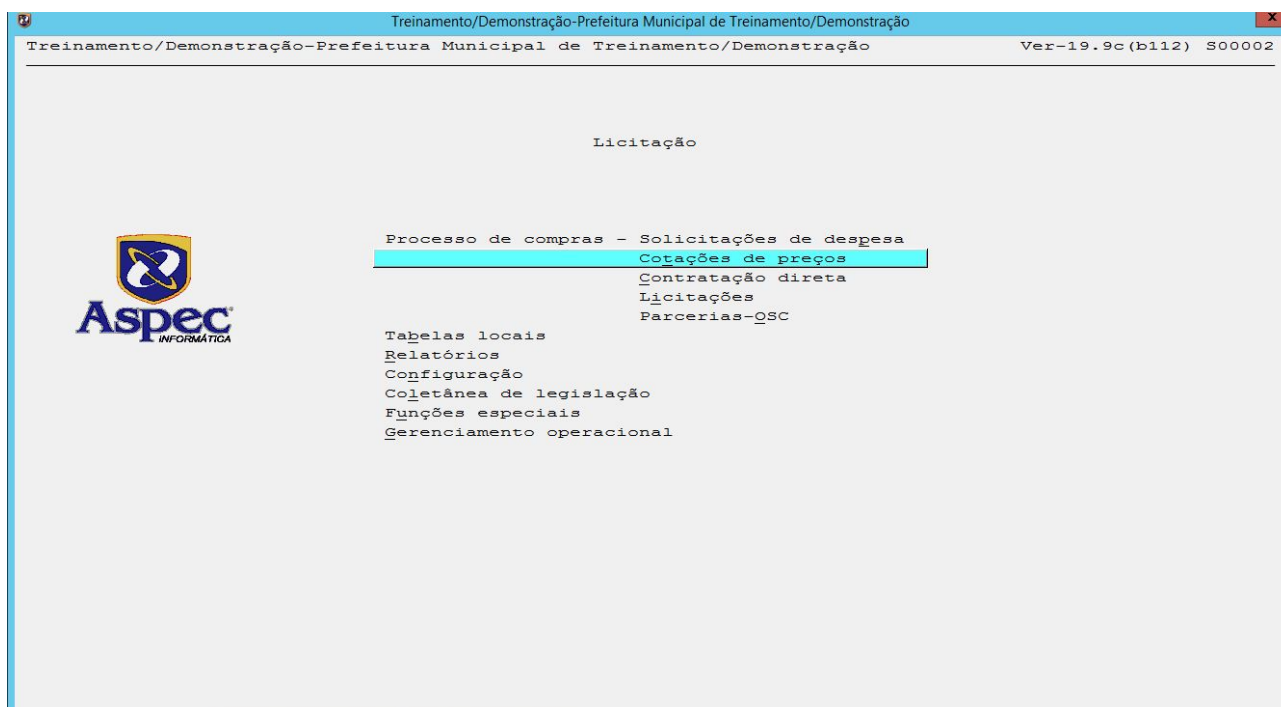 Treinamento/Demonstração-Prefeitura Municipal de Treinamento/Demonstração
X
Treinamento/Demonstração-Prefeitura Municipal de Treinamento/Demonstração Ver-19.9c(b112) S00002
Licitação
Processo de compras - Solicitações de despesa
Cotações de preços
Contratação direta
Licitações
Parcerias-OSC
Tabelas locais
Relatórios
Configuração
Coletânea de legislação
Funções especiais
Gerenciamento operacional
Aspec
INFORMÁTICA